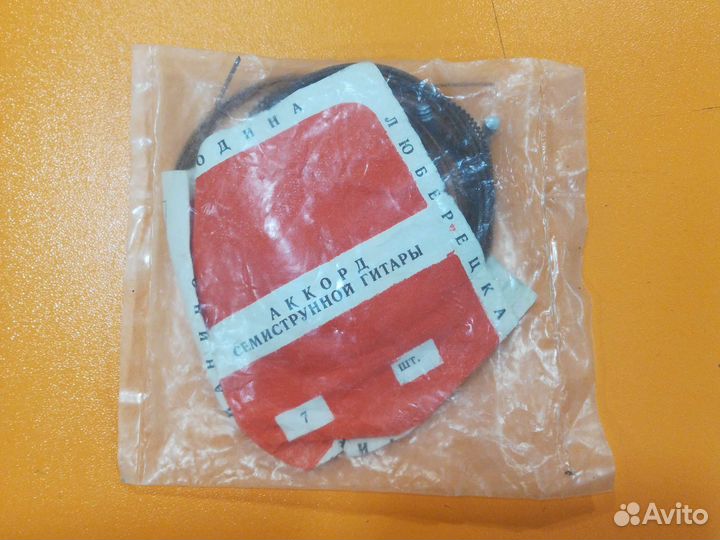 ОДИНА
ЛЮБЕРЕЦКА
АККОРД
СЕМИСТРУННОЙ ГИТАРЫ
7
шт.
Avito